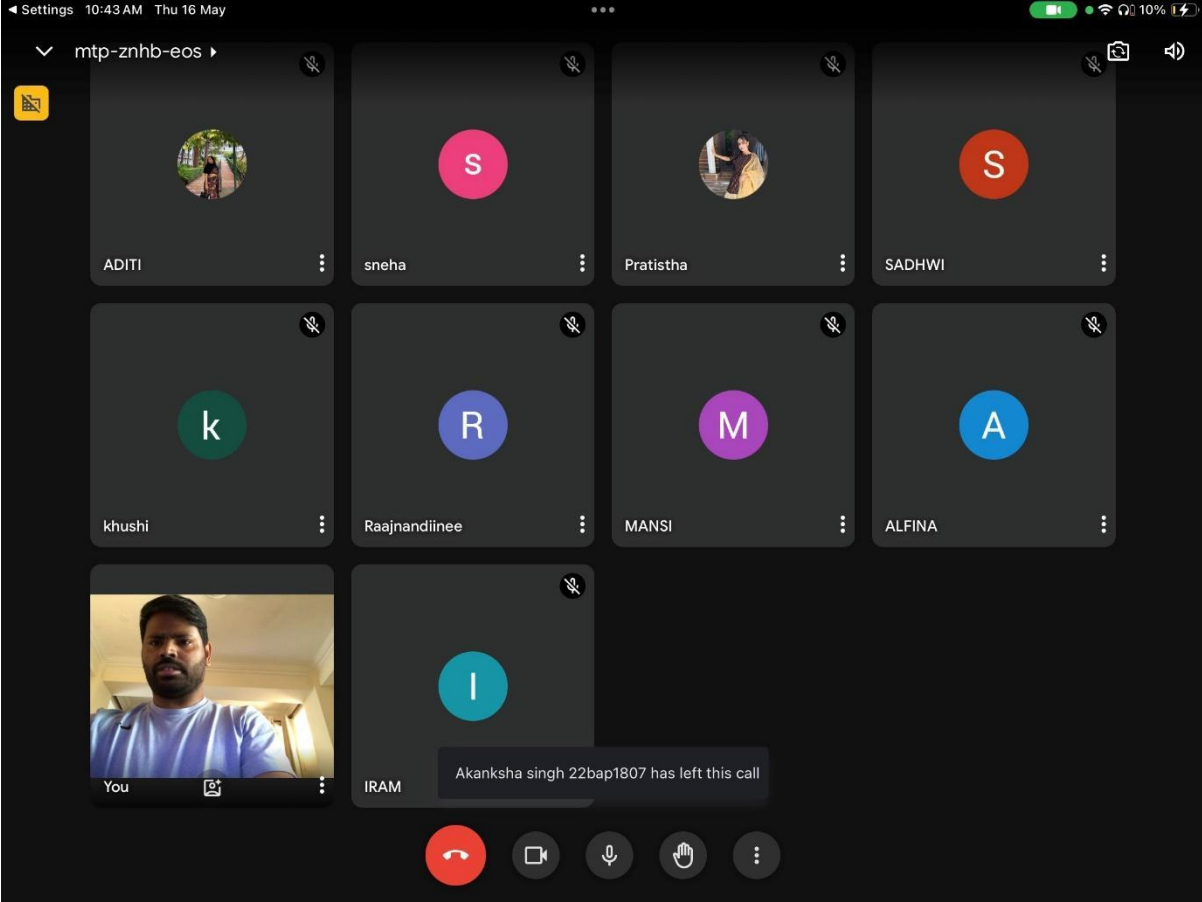 Settings 10:43 AM Thu 16 May 10%
mtp-znhb-eos
S S
ADITI sneha Pratistha SADHWI
k R M A
khushi Raajnandiinee MANSI ALFINA
I
Akanksha singh 22bap1807 has left this call
You IRAM